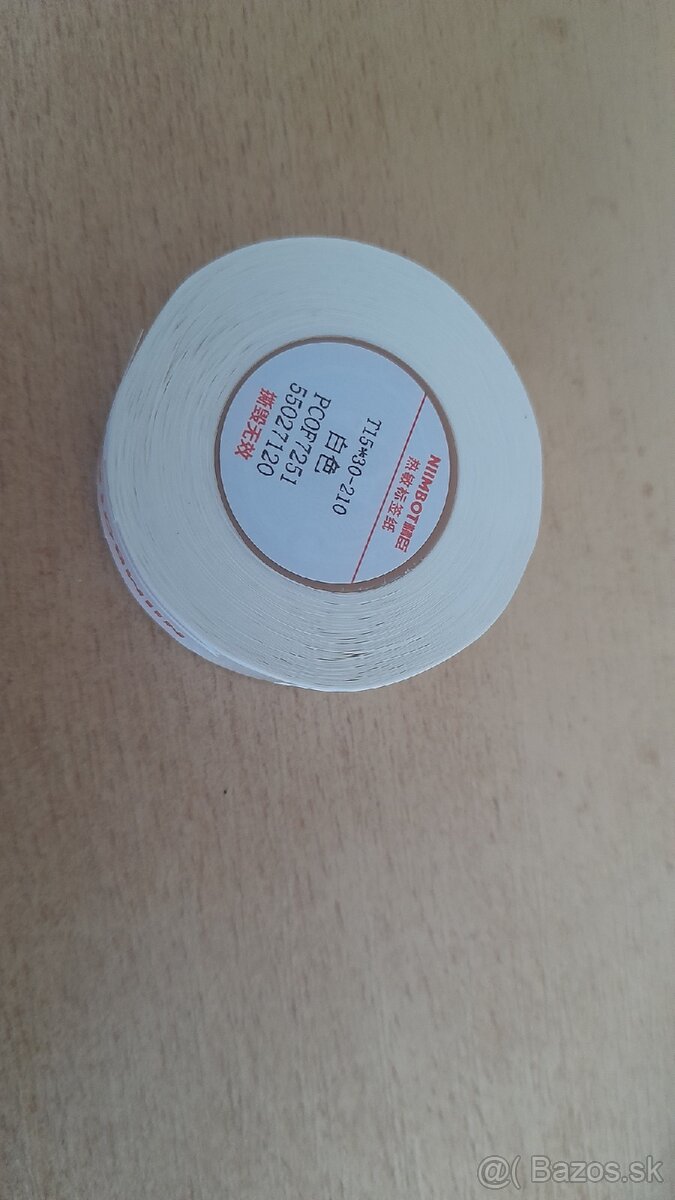 NIIMBOT精臣
热敏标签纸
T15*30-210
白色
PC0F7251
55027120
撕毁无效
@( Bazos.sk